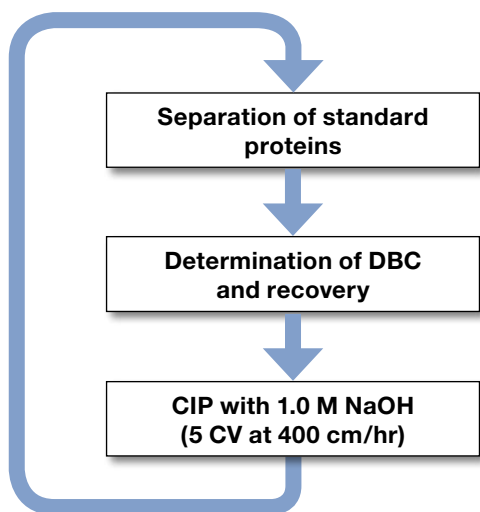 Separation of standard
proteins
Determination of DBC
and recovery
CIP with 1.0 M NaOH
(5 CV at 400 cm/hr)